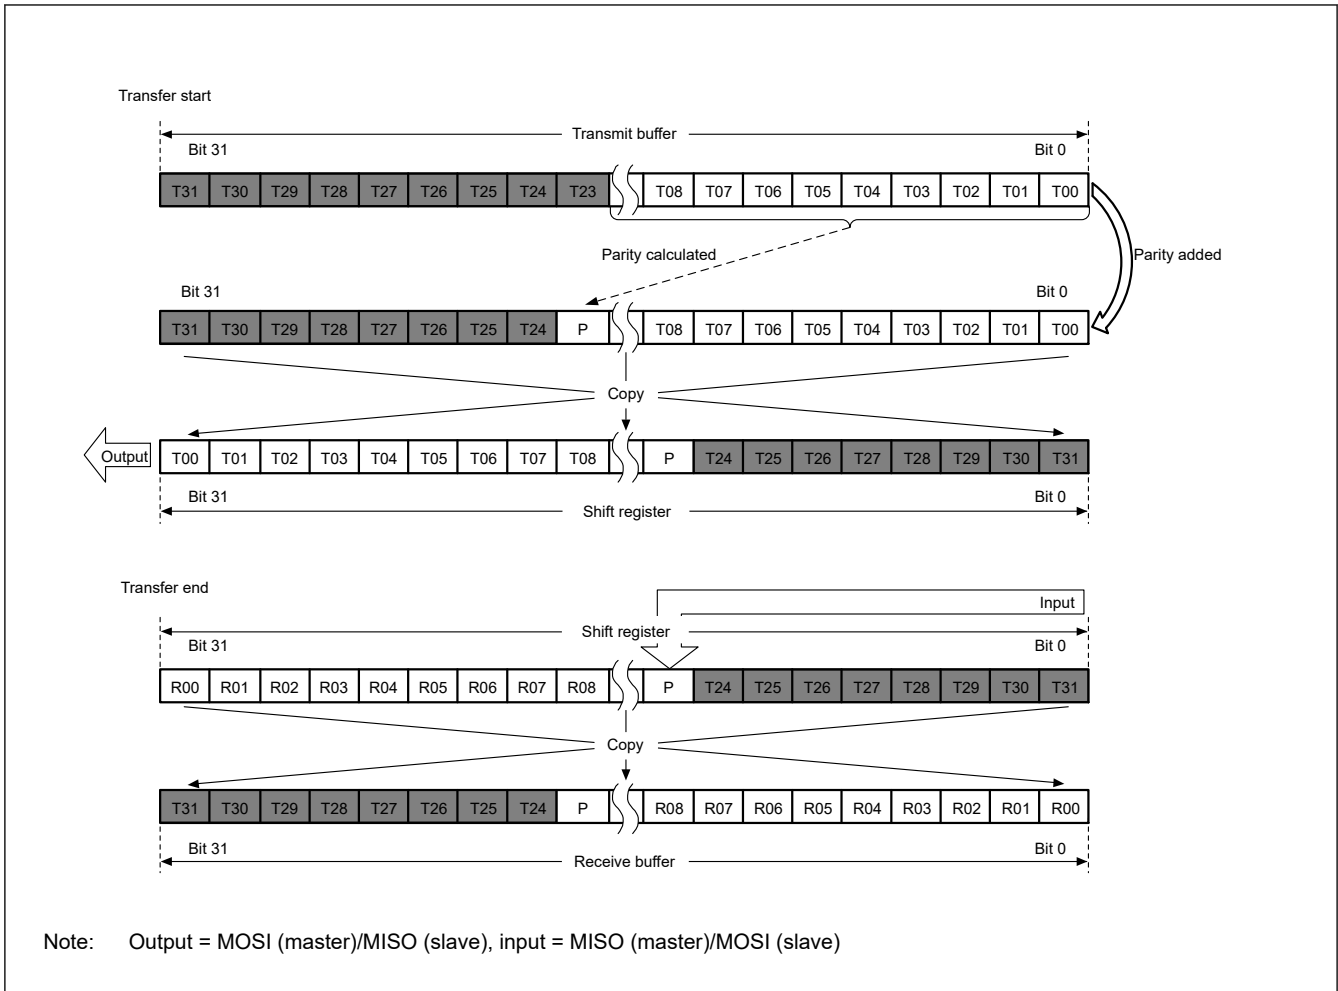 Transfer start
Transmit buffer
Bit 31 Bit 0
T31 T30 T29 T28 T27 T26 T25 T24 T23 T08 T07 T06 T05 T04 T03 T02 T01 T00
Parity calculated Parity added
Bit 31 Bit 0
T31 T30 T29 T28 T27 T26 T25 T24 P T08 T07 T06 T05 T04 T03 T02 T01 T00
Copy
Output T00 T01 T02 T03 T04 T05 T06 T07 T08 P T24 T25 T26 T27 T28 T29 T30 T31
Bit 31 Bit 0
Shift register
Transfer end
Input
Shift register
Bit 31 Bit 0
R00 R01 R02 R03 R04 R05 R06 R07 R08 P T24 T25 T26 T27 T28 T29 T30 T31
Copy
T31 T30 T29 T28 T27 T26 T25 T24 P R08 R07 R06 R05 R04 R03 R02 R01 R00
Bit 31 Bit 0
Receive buffer
Note: Output = MOSI (master)/MISO (slave), input = MISO (master)/MOSI (slave)